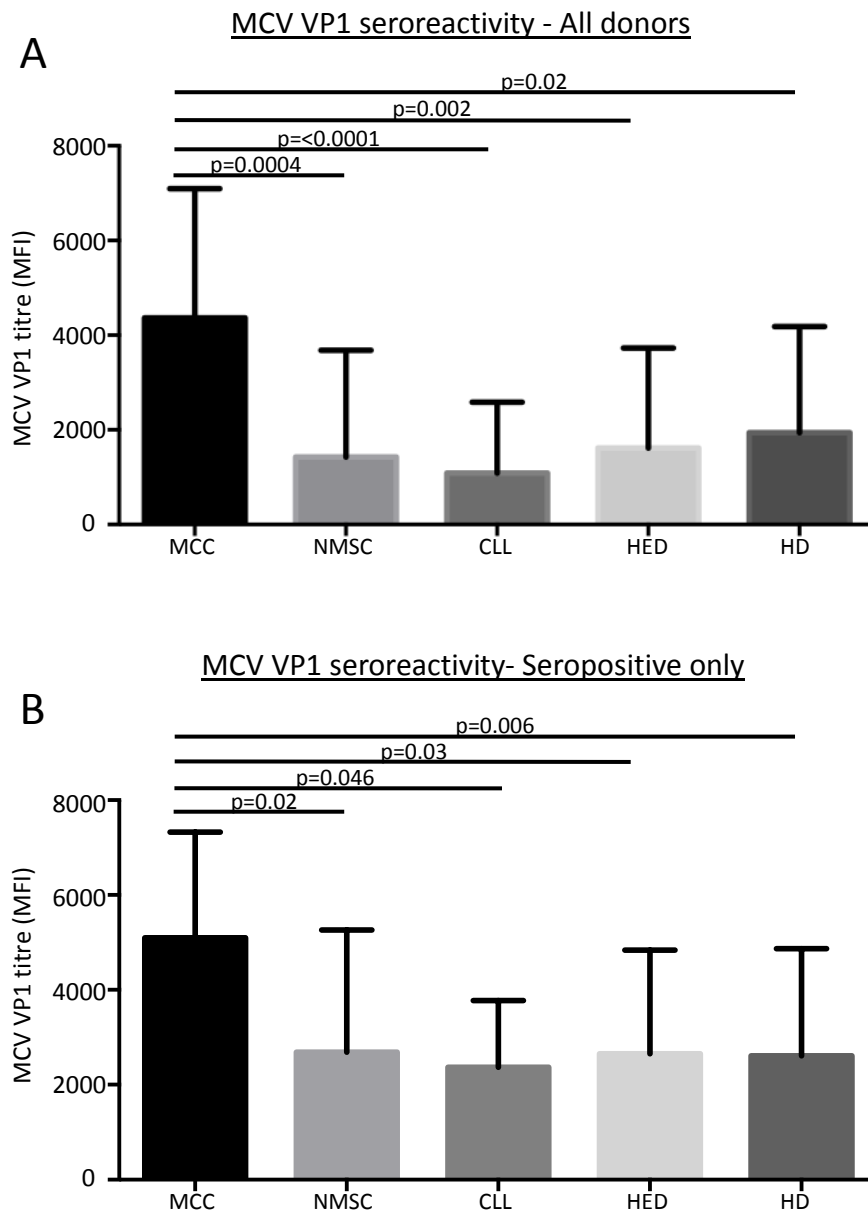 MCV VP1 seroreactivity - All donors
A
p=0.02
p=0.002
p=<0.0001
p=0.0004
MCV VP1 titre (MFI)
8000
6000
4000
2000
0
MCC NMSC CLL HED HD
MCV VP1 seroreactivity- Seropositive only
B
p=0.006
p=0.03
p=0.046
p=0.02
MCV VP1 titre (MFI)
8000
6000
4000
2000
0
MCC NMSC CLL HED HD